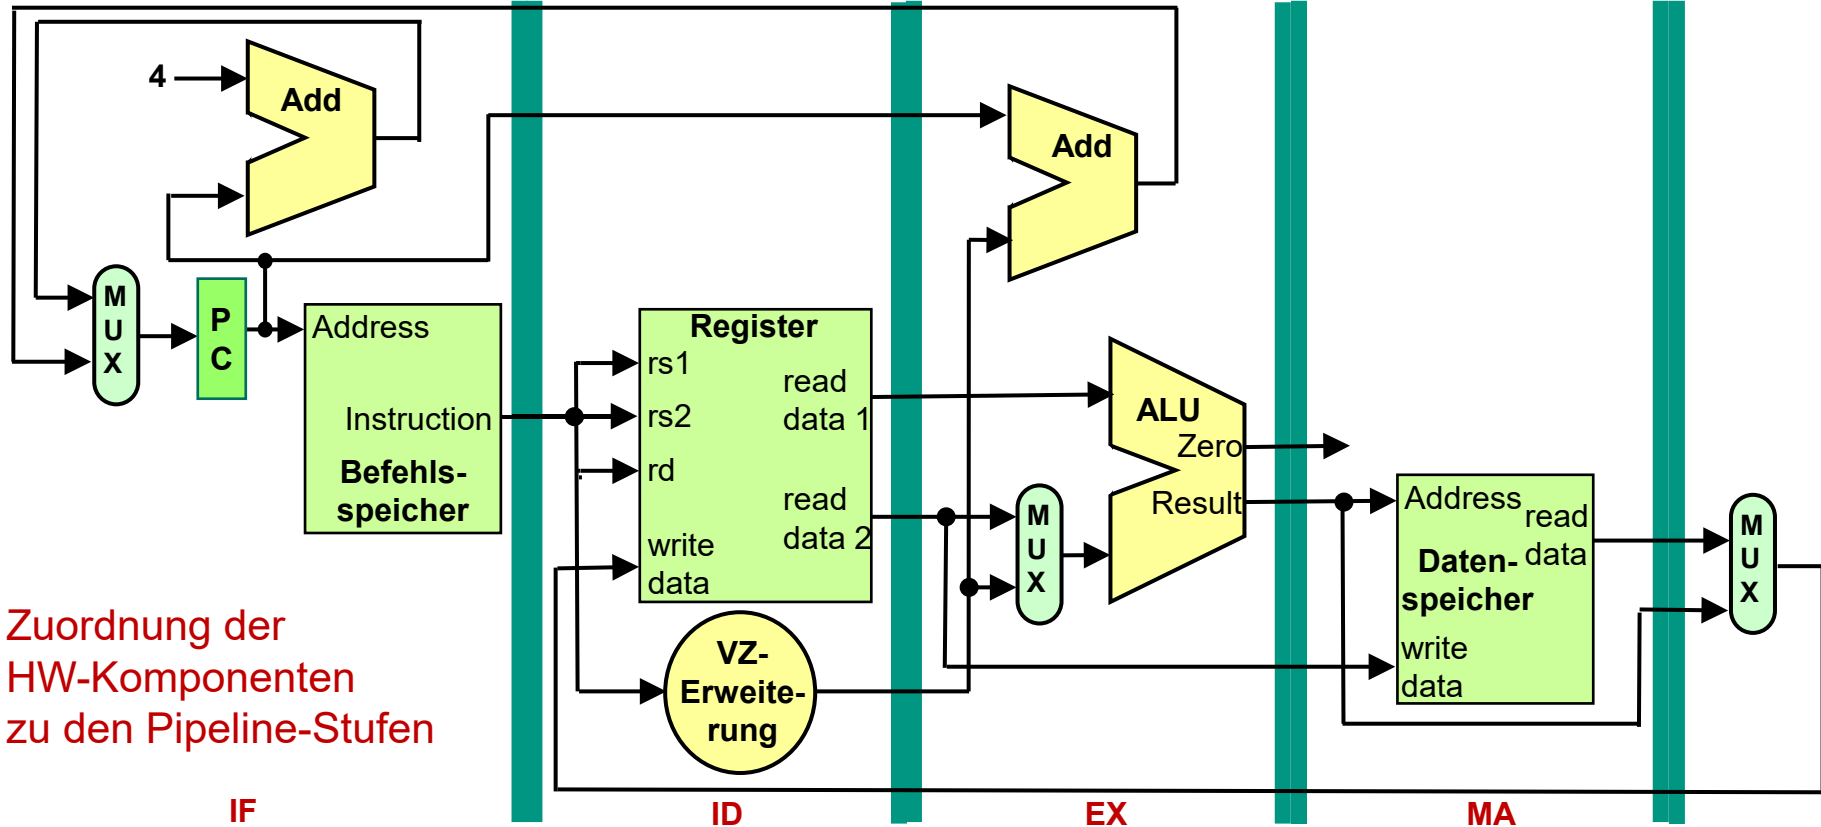 4
Add
Add
M
U
X
P
C
Address
Instruction
Befehls-
speicher
Register
rs1
rs2
rd
write
data
read
data 1
read
data 2
VZ-
Erweite-
rung
M
U
X
ALU
Zero
Result
Address
read
data
Daten-
speicher
write
data
M
U
X
Zuordnung der
HW-Komponenten
zu den Pipeline-Stufen
IF
ID
EX
MA